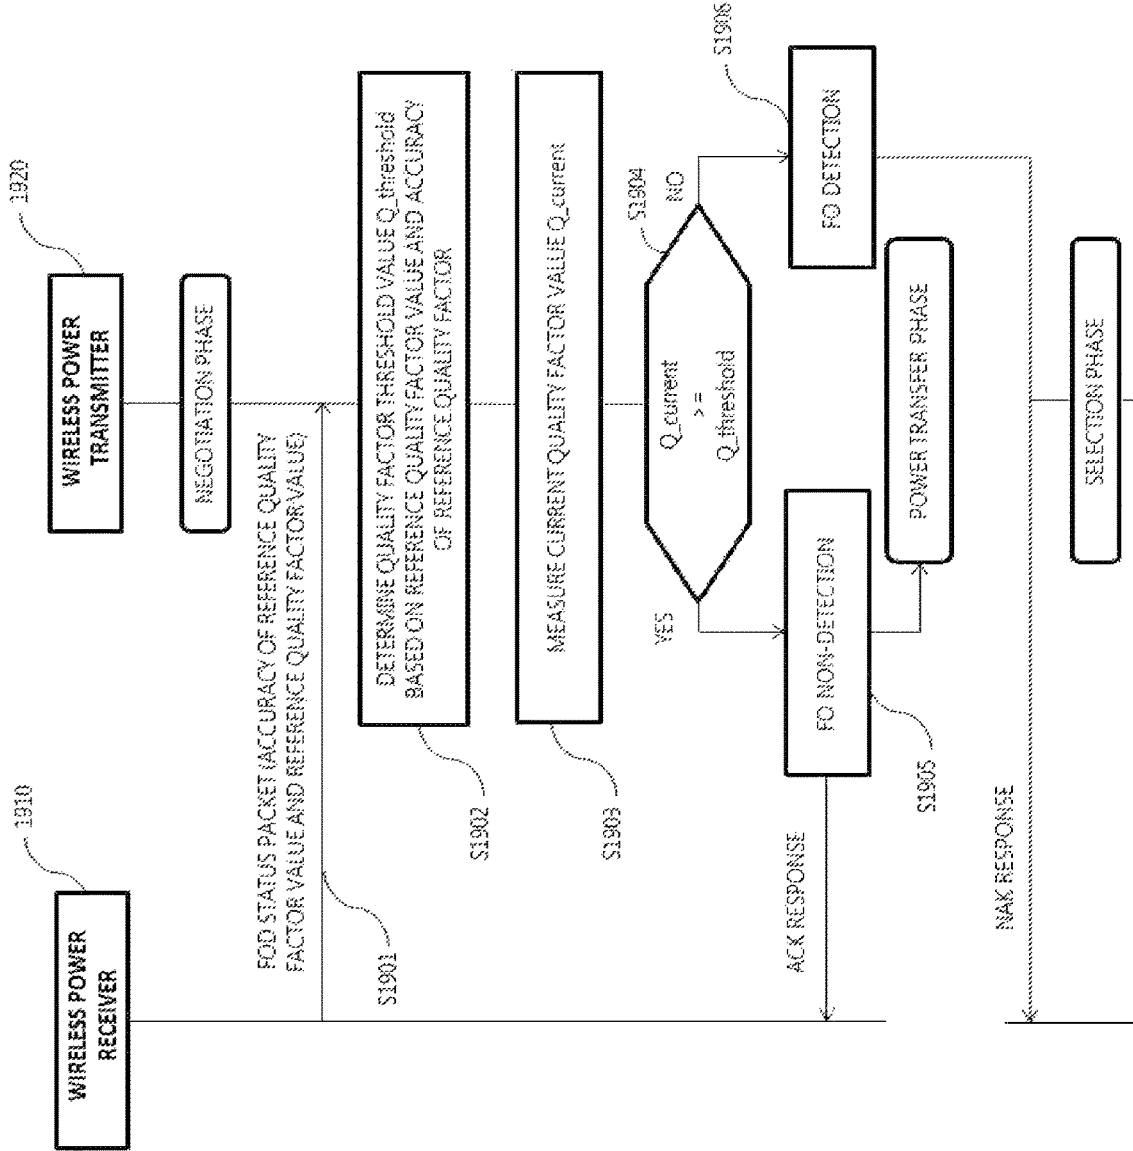 1910
WIRELESS POWER
RECEIVER
1920
WIRELESS POWER
TRANSMITTER
NEGOTIATION PHASE
FOD STATUS PACKET (ACCURACY OF REFERENCE QUALITY
FACTOR VALUE AND REFERENCE QUALITY FACTOR VALUE)
S1901
DETERMINE QUALITY FACTOR THRESHOLD VALUE Q_threshold
BASED ON REFERENCE QUALITY FACTOR VALUE AND ACCURACY
OF REFERENCE QUALITY FACTOR
S1902
MEASURE CURRENT QUALITY FACTOR VALUE Q_current
S1903
S1904
Q_current
>=
Q_threshold
YES
NO
S1906
FO NON-DETECTION
FO DETECTION
ACK RESPONSE
S1905
POWER TRANSFER PHASE
NAK RESPONSE
SELECTION PHASE